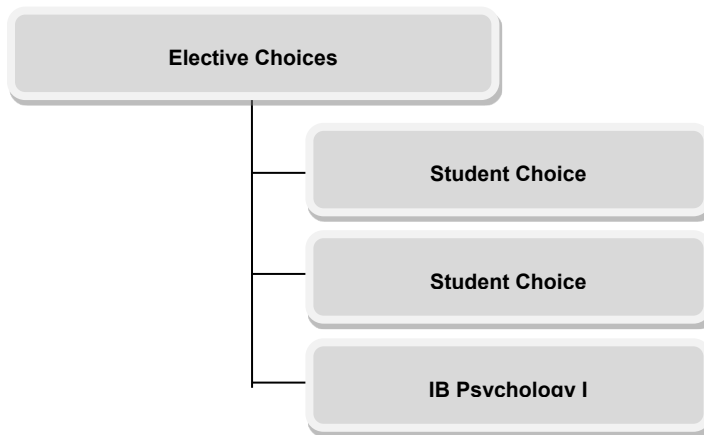 Elective Choices
Student Choice
Student Choice
IB Psychology I